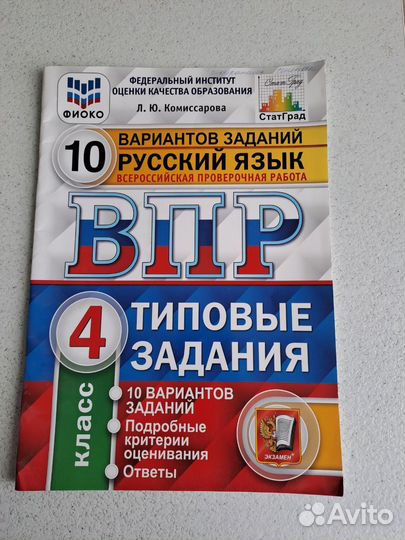 ФЕДЕРАЛЬНЫЙ ИНСТИТУТ
ОЦЕНКИ КАЧЕСТВА ОБРАЗОВАНИЯ
ФИОКО
Л. Ю. Комиссарова
СтатГрад
СтатГрад
10
ВАРИАНТОВ ЗАДАНИЙ
РУССКИЙ ЯЗЫК
ВСЕРОССИЙСКАЯ ПРОВЕРОЧНАЯ РАБОТА
ВПР
4
КЛАСС
ТИПОВЫЕ
ЗАДАНИЯ
• 10 ВАРИАНТОВ
ЗАДАНИЙ
• Подробные
критерии
оценивания
• Ответы
ЭКЗАМЕН
Avito